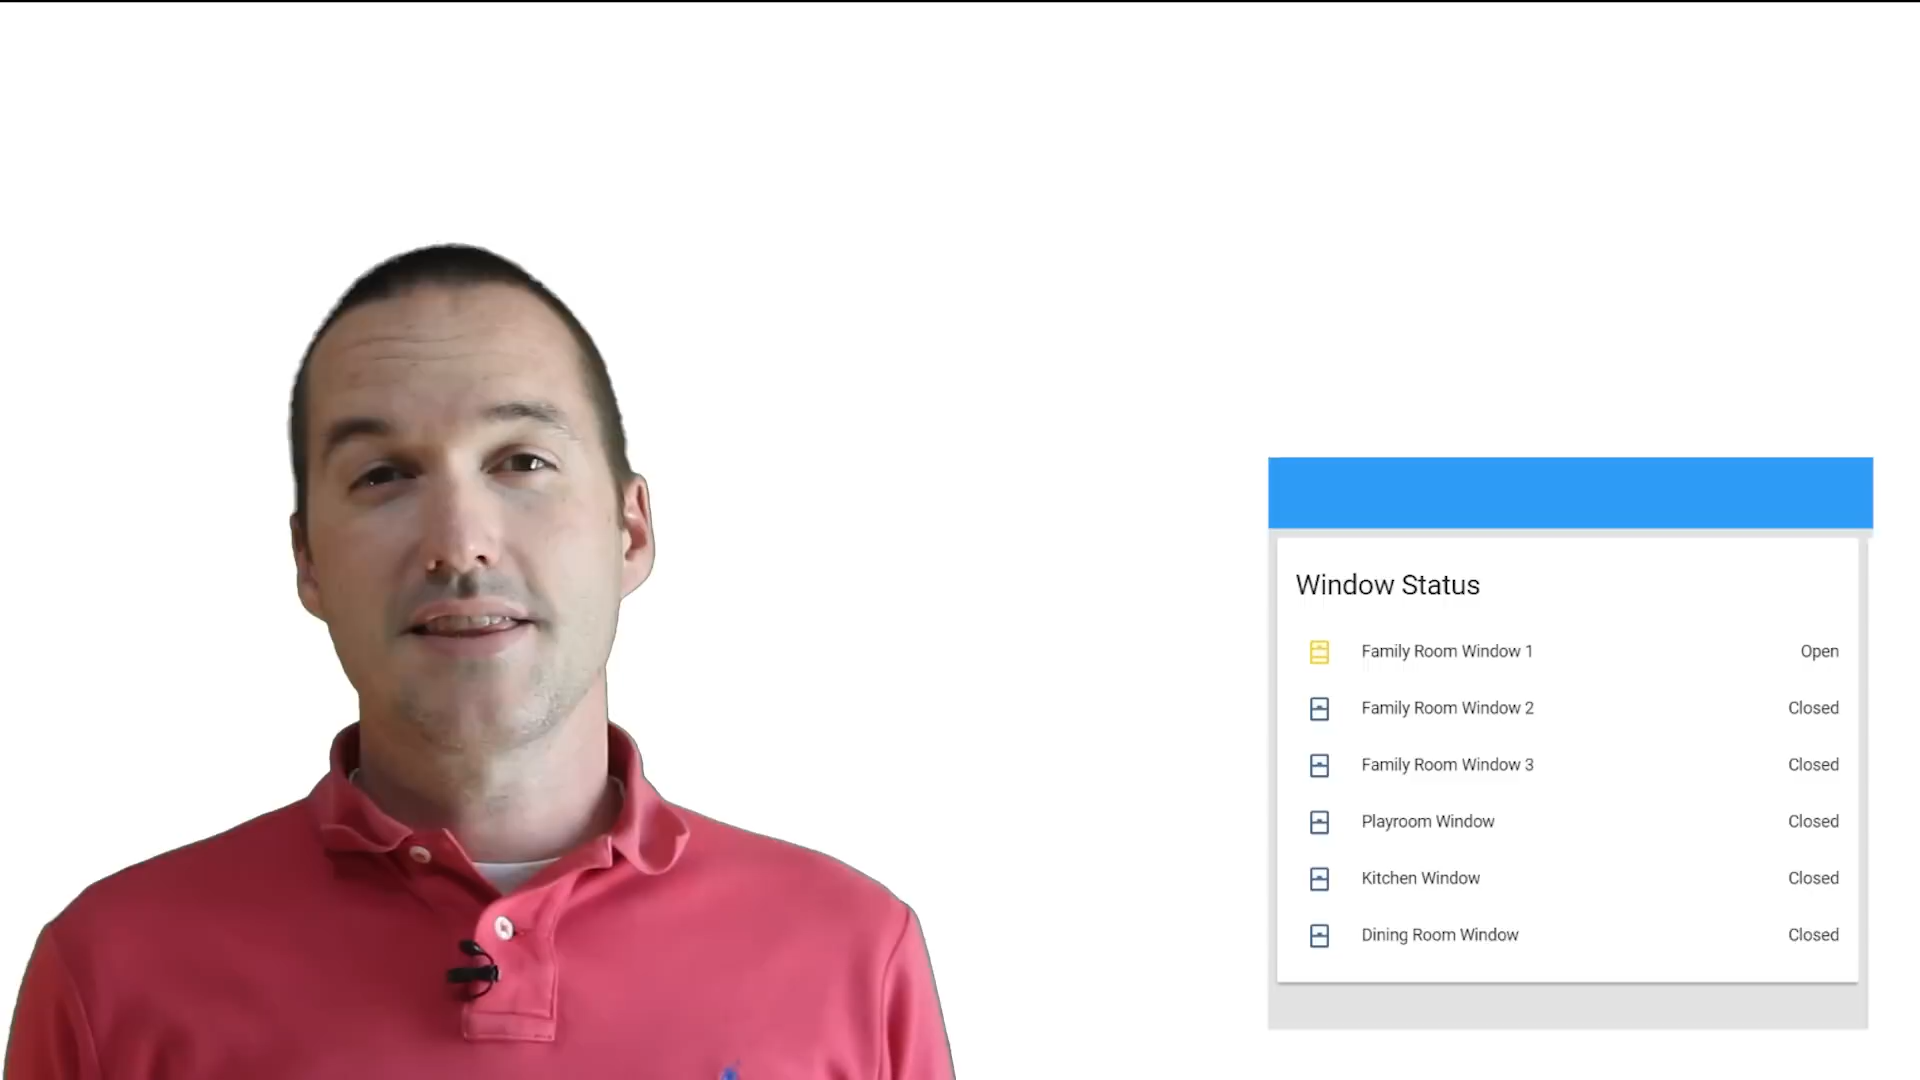 Window Status
Family Room Window 1 Open
Family Room Window 2 Closed
Family Room Window 3 Closed
Playroom Window Closed
Kitchen Window Closed
Dining Room Window Closed